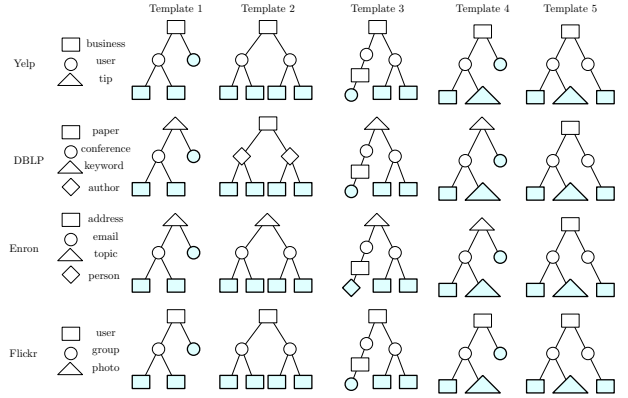 Template 1 Template 2 Template 3 Template 4 Template 5
business
Yelp user
tip
paper
conference
DBLP keyword
author
address
email
Enron topic
person
user
Flickr group
photo